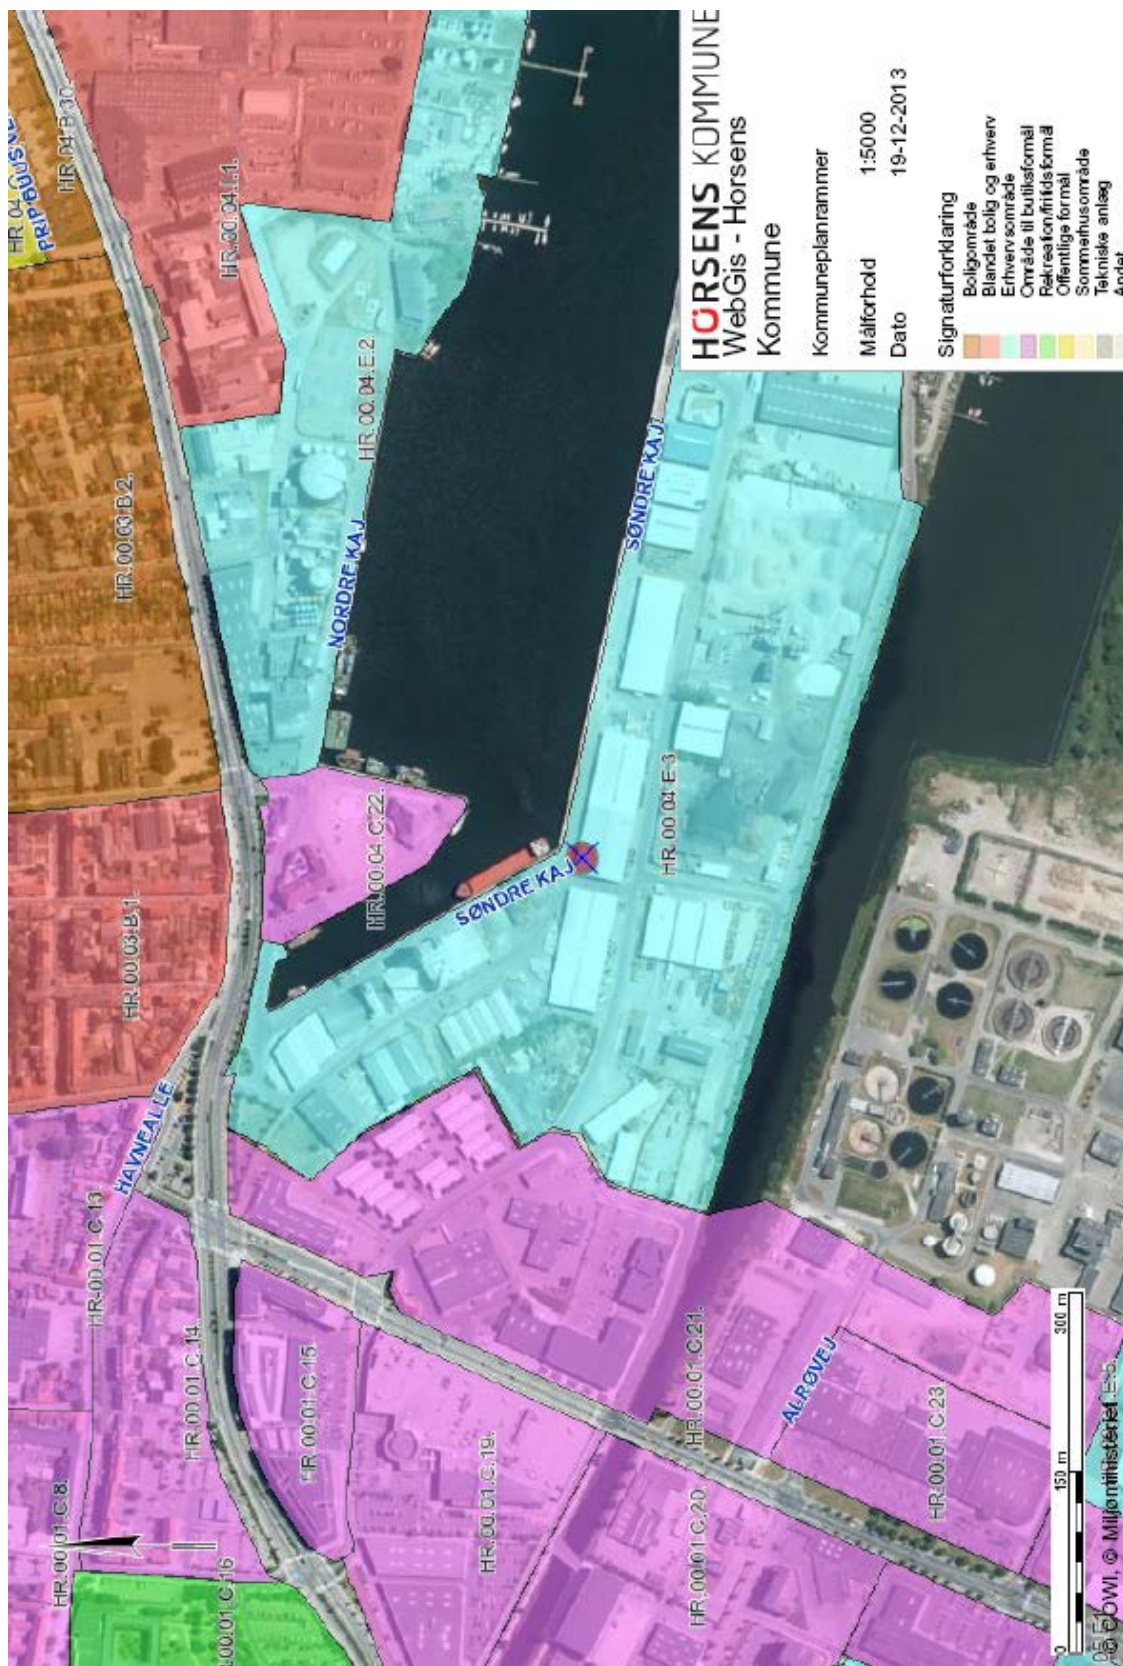 HORSENS KOMMUNE
WebGis - Horsens
Kommune
Kommuneplanrammer
Målforhold 1:5000
Dato 19-12-2013
Signaturforklaring
Boligområde
Blandet bolig og erhverv
Erhvervsområde
Område til butiksformål
Rekreation/fritidsformål
Offentlige formål
Sommerhusområde
Tekniske anlæg
Andet
HR.00.01.C.8.
HR.00.01.C.13
HAVNEALLE
HR.00.03.B.1.
HR.00.03.B.2.
HR.04.B.30.
HR.00.01.C.14.
HR.00.04.I.1.
.00.01.C.16
HR.00.01.C.15.
HR.00.04.C.22.
NORDRE KAJ
HR.00.04.E.2.
HR.00.01.C.19.
SØNDRE KAJ
SØNDRE KAJ
HR.00.04.E.3.
HR.00.01.C.20
HR.00.01.C.21.
ALRØVEJ
HR.00.01.C.23
0 150 300 m
© COWI, © Miljøministeriet
E.5.